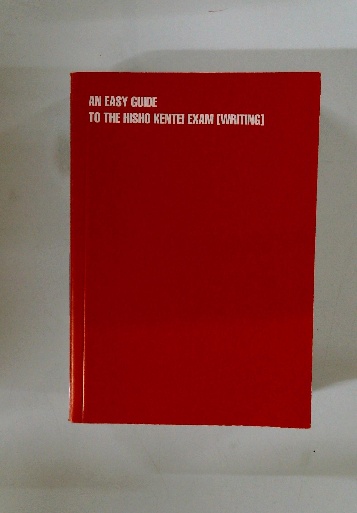 AN EASY GUIDE
TO THE HISHO KENTEI EXAM [WRITING]